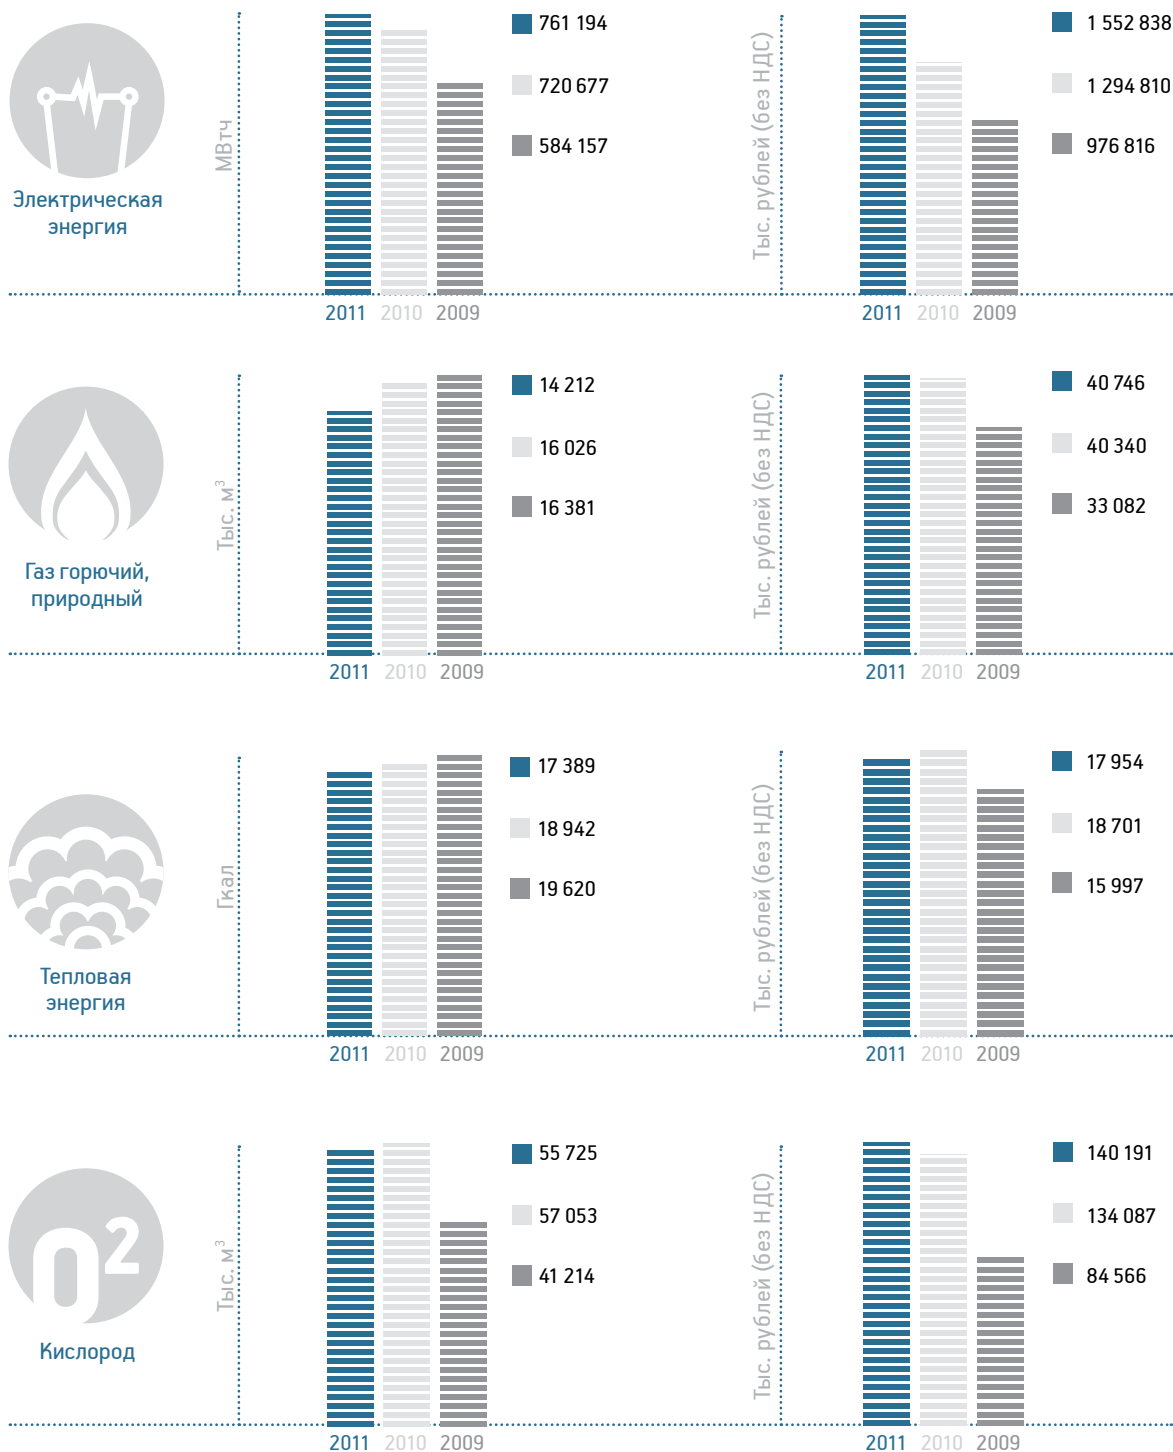 Электрическая
энергия
МВтч
761 194
720 677
584 157
2011 2010 2009
Тыс. рублей (без НДС)
1 552 838
1 294 810
976 816
2011 2010 2009
Газ горючий,
природный
Тыс. м³
14 212
16 026
16 381
2011 2010 2009
Тыс. рублей (без НДС)
40 746
40 340
33 082
2011 2010 2009
Тепловая
энергия
Гкал
17 389
18 942
19 620
2011 2010 2009
Тыс. рублей (без НДС)
17 954
18 701
15 997
2011 2010 2009
O2
Кислород
Тыс. м³
55 725
57 053
41 214
2011 2010 2009
Тыс. рублей (без НДС)
140 191
134 087
84 566
2011 2010 2009